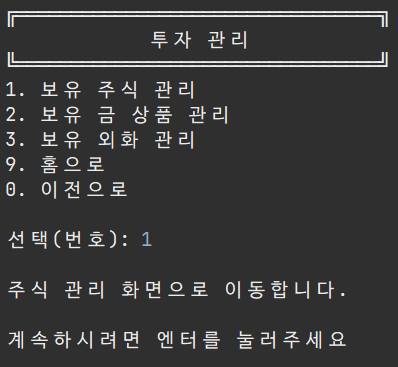 투자 관리
1. 보유 주식 관리
2. 보유 금 상품 관리
3. 보유 외화 관리
9. 홈으로
0. 이전으로
선택(번호): 1
주식 관리 화면으로 이동합니다.
계속하시려면 엔터를 눌러주세요